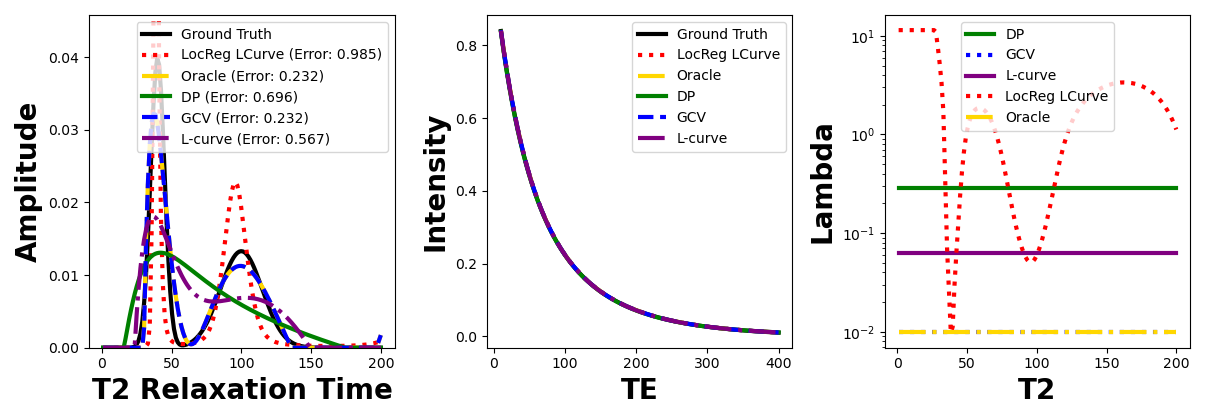 Amplitude
0.04
0.03
0.02
0.01
0.00
0
50
100
150
200
T2 Relaxation Time
Ground Truth
LocReg LCurve (Error: 0.985)
Oracle (Error: 0.232)
DP (Error: 0.696)
GCV (Error: 0.232)
L-curve (Error: 0.567)
Intensity
0.8
0.6
0.4
0.2
0.0
0
100
200
300
400
TE
Ground Truth
LocReg LCurve
Oracle
DP
GCV
L-curve
Lambda
10¹
10⁰
10⁻¹
10⁻²
0
50
100
150
200
T2
DP
GCV
L-curve
LocReg LCurve
Oracle